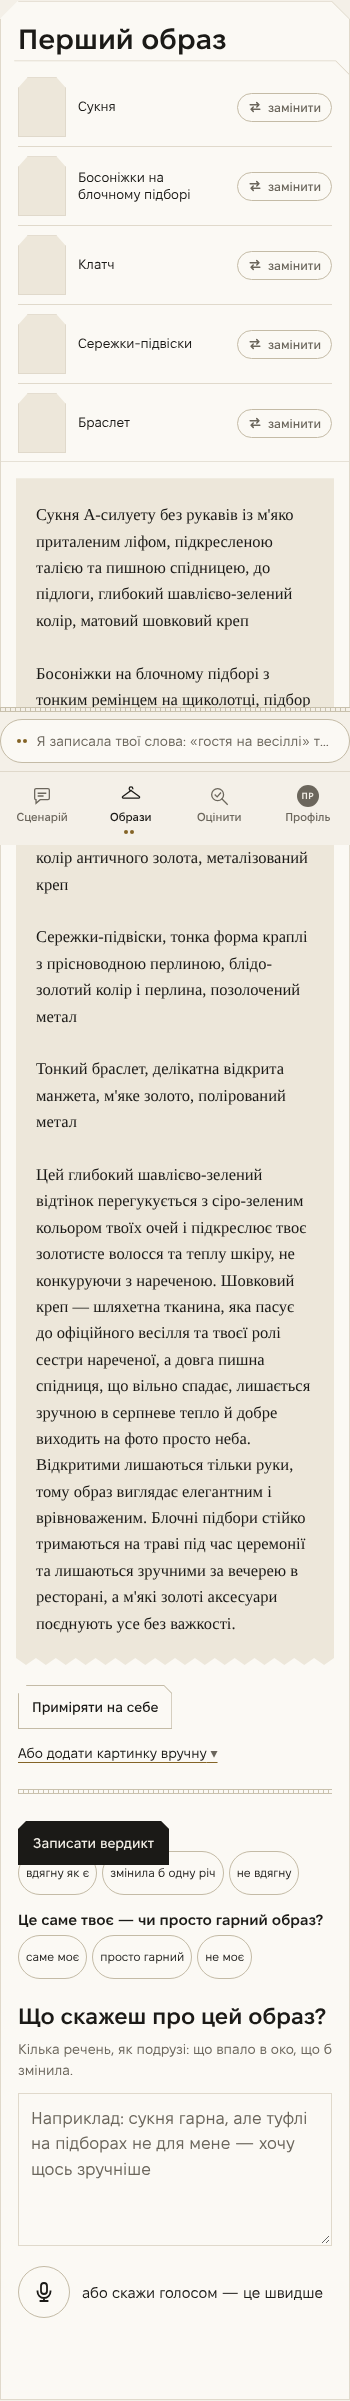 Перший образ
Сукня
замінити
Босоніжки на
блочному підборі
замінити
Клатч
замінити
Сережки-підвіски
замінити
Браслет
замінити
Сукня А-силуету без рукавів із м'яко
приталеним ліфом, підкресленою
талією та пишною спідницею, до
підлоги, глибокий шавлієво-зелений
колір, матовий шовковий креп
Босоніжки на блочному підборі з
тонким ремінцем на щиколотці, підбор
Я записала твої слова: «гостя на весіллі» т...
Сценарій
Образи
Оцінити
ПР
Профіль
колір античного золота, металізований
креп
Сережки-підвіски, тонка форма краплі
з прісноводною перлиною, блідо-
золотий колір і перлина, позолочений
метал
Тонкий браслет, делікатна відкрита
манжета, м'яке золото, полірований
метал
Цей глибокий шавлієво-зелений
відтінок перегукується з сіро-зеленим
кольором твоїх очей і підкреслює твоє
золотисте волосся та теплу шкіру, не
конкуруючи з нареченою. Шовковий
креп — шляхетна тканина, яка пасує
до офіційного весілля та твоєї ролі
сестри нареченої, а довга пишна
спідниця, що вільно спадає, лишається
зручною в серпневе тепло й добре
виходить на фото просто неба.
Відкритими лишаються тільки руки,
тому образ виглядає елегантним і
врівноваженим. Блочні підбори стійко
тримаються на траві під час церемонії
та лишаються зручними за вечерею в
ресторані, а м'які золоті аксесуари
поєднують усе без важкості.
Приміряти на себе
Або додати картинку вручну ▾
Записати вердикт
вдягну як є
змінила б одну річ
не вдягну
Це саме твоє — чи просто гарний образ?
саме моє
просто гарний
не моє
Що скажеш про цей образ?
Кілька речень, як подрузі: що впало в око, що б
змінила.
Наприклад: сукня гарна, але туфлі
на підборах не для мене — хочу
щось зручніше
або скажи голосом — це швидше